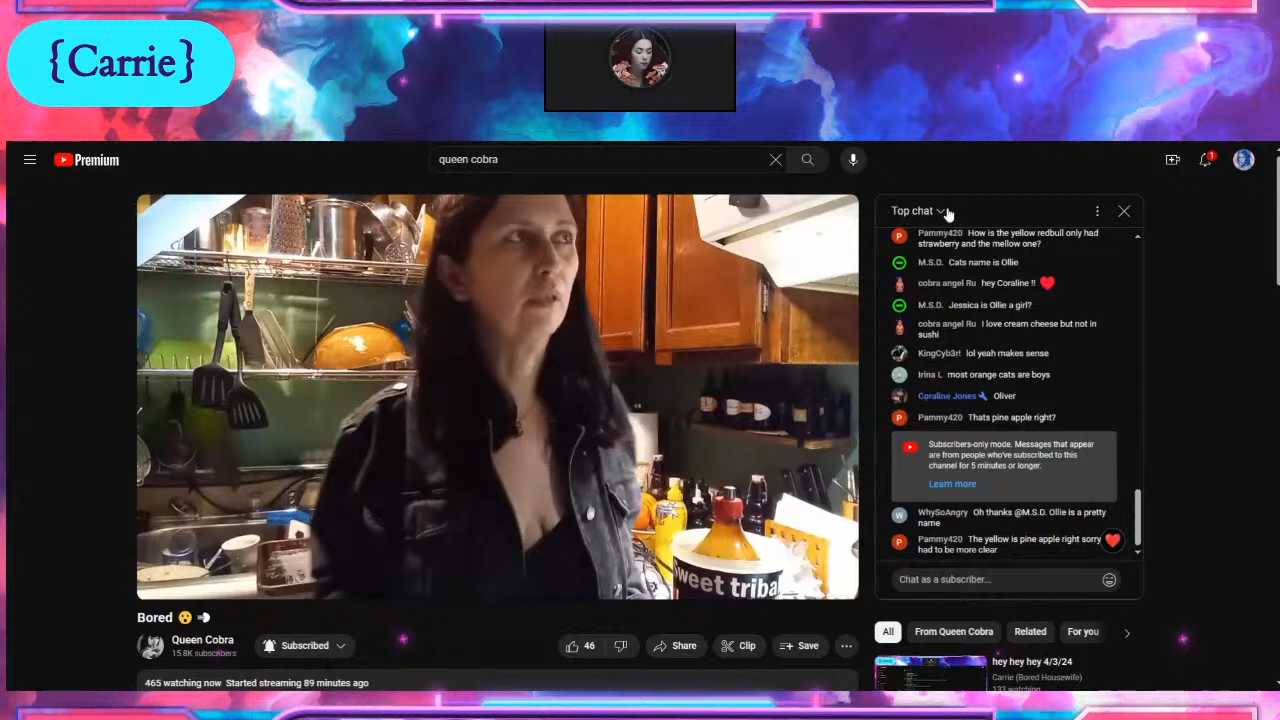 {Carrie}
Premium
queen cobra
1
Top chat
Pammy420 How is the yellow redbull only had
strawberry and the mellow one?
M.S.D. Cats name is Ollie
cobra angel Ru hey Coraline !!
M.S.D. Jessica is Ollie a girl?
cobra angel Ru I love cream cheese but not in
sushi
KingCyb3r! lol yeah makes sense
Irina L most orange cats are boys
Coraline Jones Oliver
Pammy420 Thats pine apple right?
Subscribers-only mode. Messages that appear
are from people who've subscribed to this
channel for 5 minutes or longer.
Learn more
WhySoAngry Oh thanks @M.S.D. Ollie is a pretty
name
Pammy420 The yellow is pine apple right sorry
had to be more clear
Chat as a subscriber...
Sweet tribal
Bored
Queen Cobra
15.8K subscribers
Subscribed
46
Share
Clip
Save
465 watching now Started streaming 89 minutes ago
All
From Queen Cobra
Related
For you
hey hey hey 4/3/24
Carrie (Bored Housewife)
133 watching